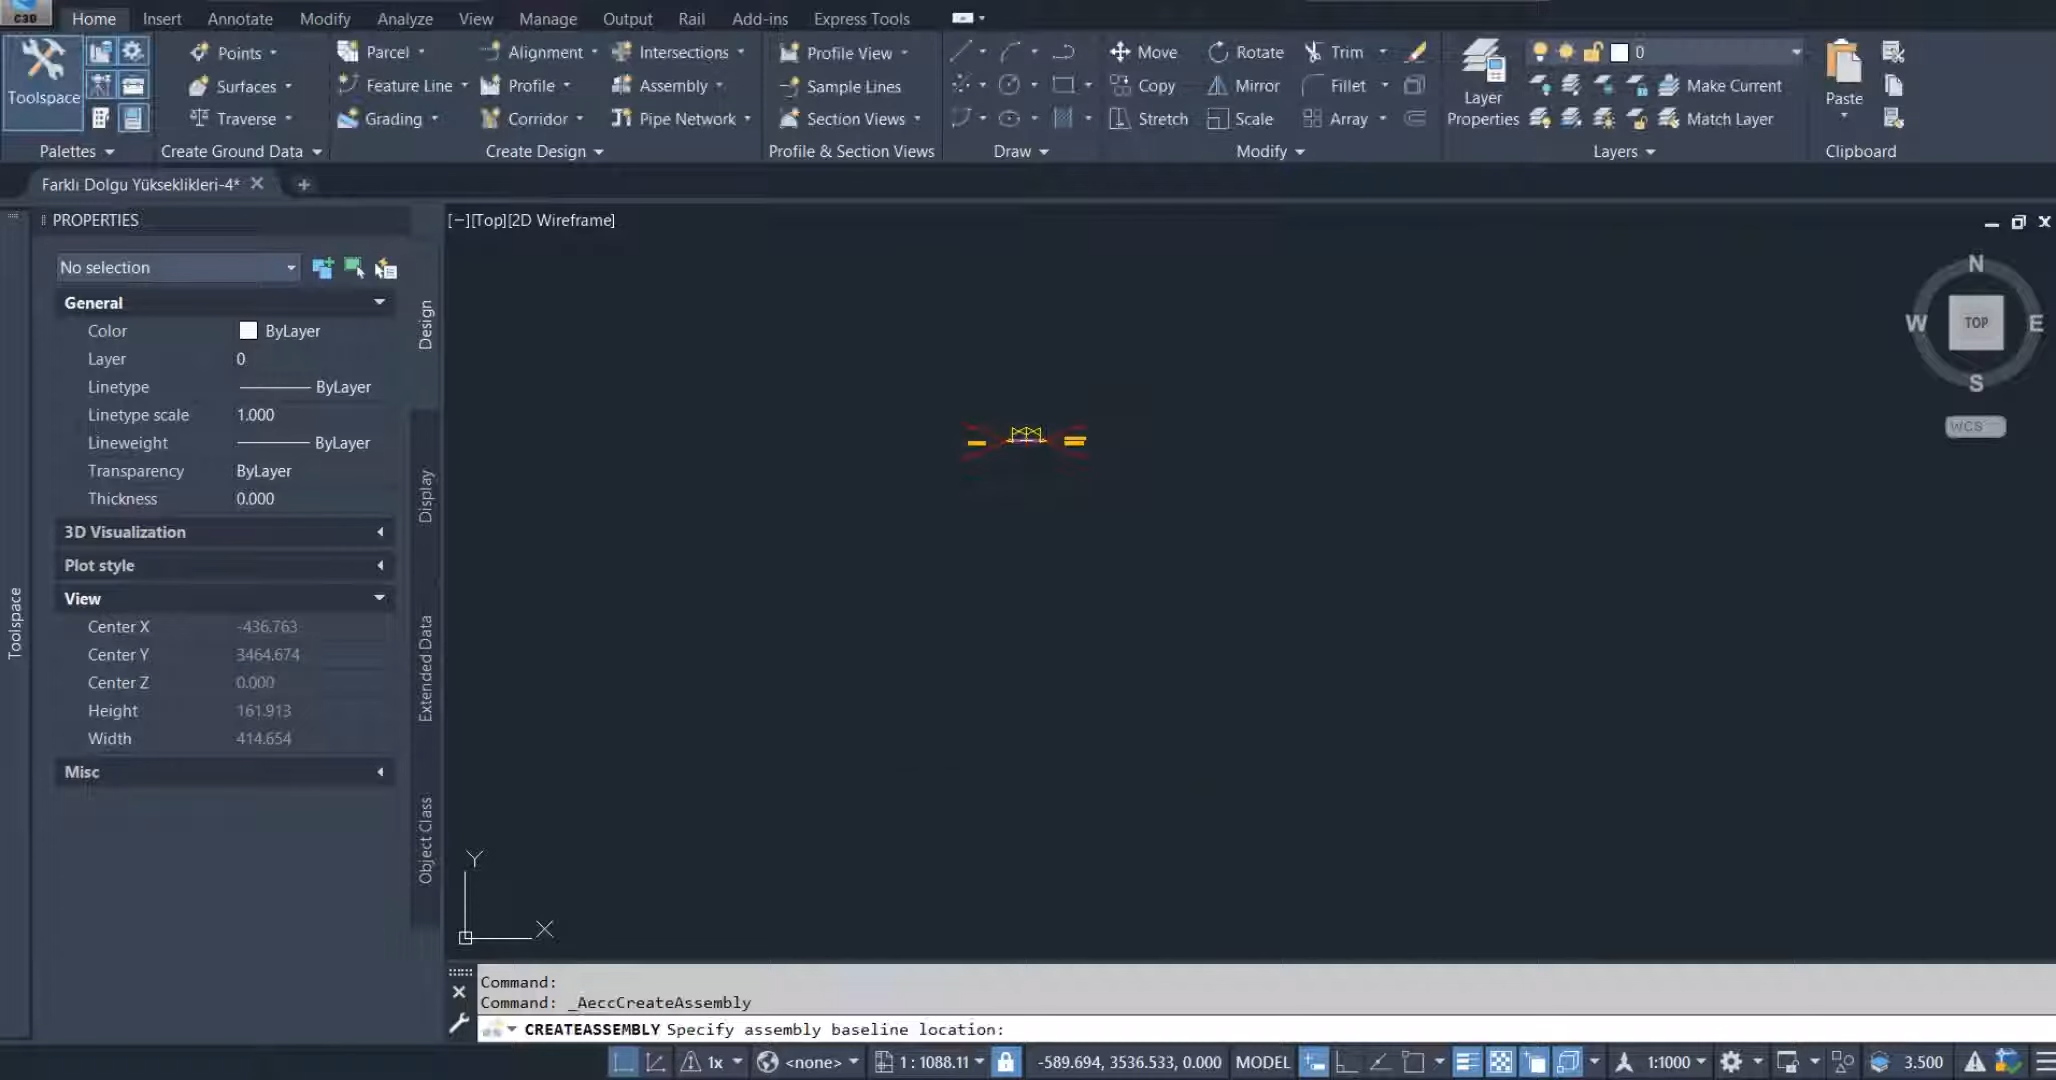 C3D
Home Insert Annotate Modify Analyze View Manage Output Rail Add-ins Express Tools
Points Parcel Alignment Intersections Profile View Move Rotate Trim 0
Toolspace Surfaces Feature Line Profile Assembly Sample Lines Copy Mirror Fillet Layer Properties Make Current Paste
Traverse Grading Corridor Pipe Network Section Views Stretch Scale Array Match Layer
Palettes Create Ground Data Create Design Profile & Section Views Draw Modify Layers Clipboard
Farklı Dolgu Yükseklikleri-4*
PROPERTIES
[−][Top][2D Wireframe]
No selection
General
Color ByLayer
Layer 0
Linetype ByLayer
Linetype scale 1.000
Lineweight ByLayer
Transparency ByLayer
Thickness 0.000
3D Visualization
Plot style
View
Center X -436.763
Center Y 3464.674
Center Z 0.000
Height 161.913
Width 414.654
Misc
Design
Display
Extended Data
Object Class
Toolspace
N
W TOP E
S
WCS
Y
X
Command:
Command: _AeccCreateAssembly
CREATEASSEMBLY Specify assembly baseline location:
1x <none> 1 : 1088.11 -589.694, 3536.533, 0.000 MODEL 1:1000 3.500